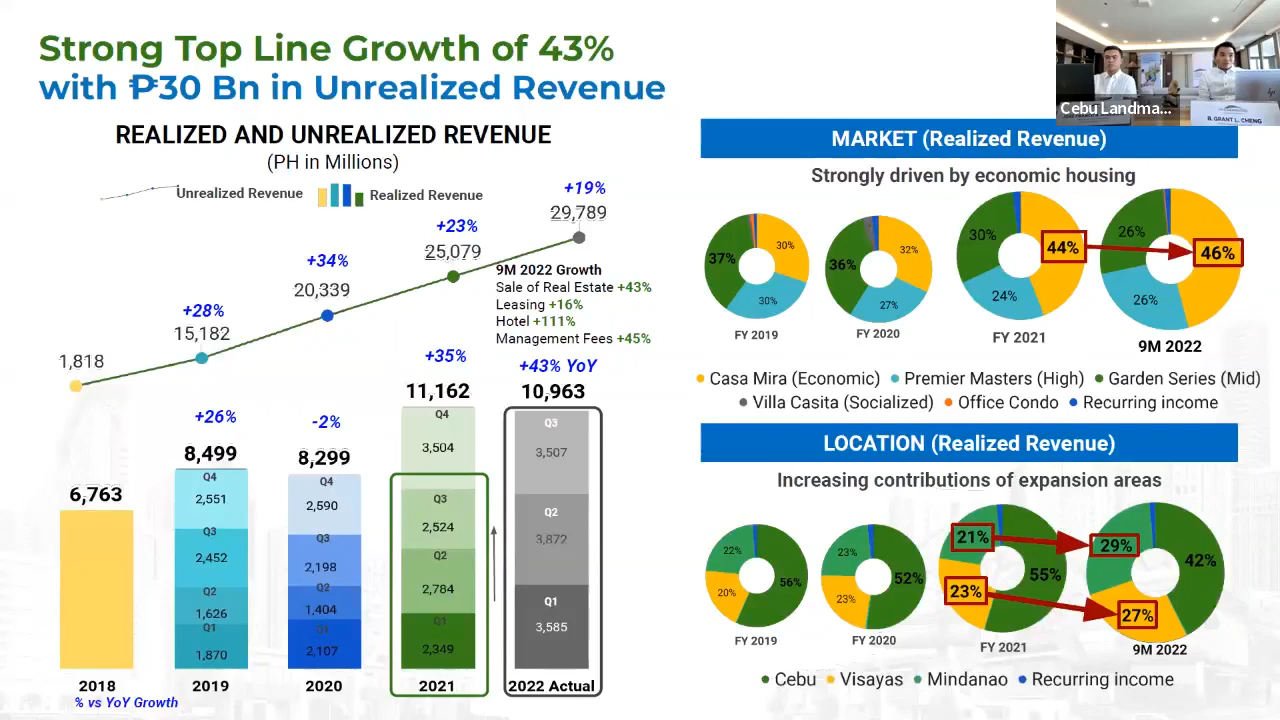 Strong Top Line Growth of 43%
with ₱30 Bn in Unrealized Revenue
Cebu Landma...
R. GRANT L. CHENG
REALIZED AND UNREALIZED REVENUE
(PH in Millions)
Unrealized Revenue
Realized Revenue
1,818
+28%
15,182
+34%
20,339
+23%
25,079
+19%
29,789
9M 2022 Growth
Sale of Real Estate +43%
Leasing +16%
Hotel +111%
Management Fees +45%
6,763
2018
+26%
8,499
Q4
2,551
Q3
2,452
Q2
1,626
Q1
1,870
2019
-2%
8,299
Q4
2,590
Q3
2,198
Q2
1,404
Q1
2,107
2020
+35%
11,162
Q4
3,504
Q3
2,524
Q2
2,784
Q1
2,349
2021
+43% YoY
10,963
Q3
3,507
Q2
3,872
Q1
3,585
2022 Actual
% vs YoY Growth
MARKET (Realized Revenue)
Strongly driven by economic housing
37%
30%
30%
FY 2019
36%
32%
27%
FY 2020
30%
44%
24%
FY 2021
26%
46%
26%
9M 2022
Casa Mira (Economic)
Premier Masters (High)
Garden Series (Mid)
Villa Casita (Socialized)
Office Condo
Recurring income
LOCATION (Realized Revenue)
Increasing contributions of expansion areas
22%
56%
20%
FY 2019
23%
52%
23%
FY 2020
21%
55%
23%
FY 2021
29%
42%
27%
9M 2022
Cebu
Visayas
Mindanao
Recurring income